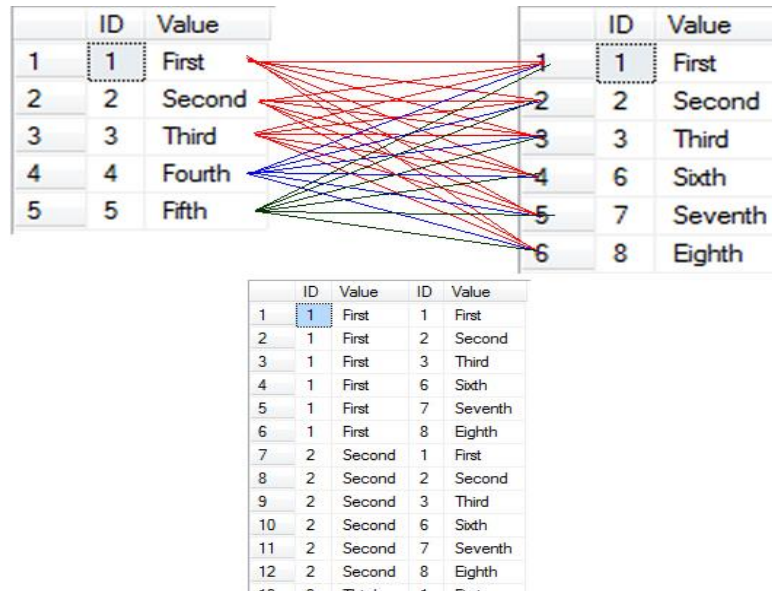 ID Value
1 1 First
2 2 Second
3 3 Third
4 4 Fourth
5 5 Fifth
ID Value
1 1 First
2 2 Second
3 3 Third
4 6 Sixth
5 7 Seventh
6 8 Eighth
ID Value ID Value
1 1 First 1 First
2 1 First 2 Second
3 1 First 3 Third
4 1 First 6 Sixth
5 1 First 7 Seventh
6 1 First 8 Eighth
7 2 Second 1 First
8 2 Second 2 Second
9 2 Second 3 Third
10 2 Second 6 Sixth
11 2 Second 7 Seventh
12 2 Second 8 Eighth